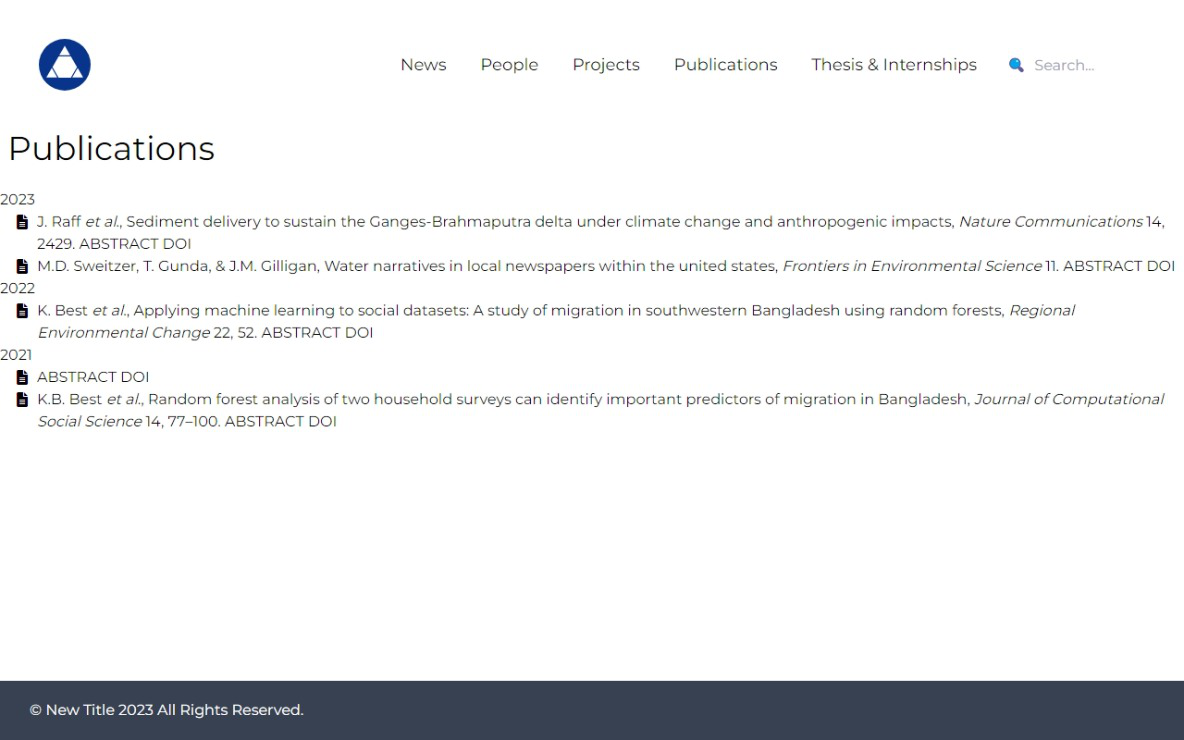 News People Projects Publications Thesis & Internships Search...
Publications
2023
J. Raff et al., Sediment delivery to sustain the Ganges-Brahmaputra delta under climate change and anthropogenic impacts, Nature Communications 14,
2429. ABSTRACT DOI
M.D. Sweitzer, T. Gunda, & J.M. Gilligan, Water narratives in local newspapers within the united states, Frontiers in Environmental Science 11. ABSTRACT DOI
2022
K. Best et al., Applying machine learning to social datasets: A study of migration in southwestern Bangladesh using random forests, Regional
Environmental Change 22, 52. ABSTRACT DOI
2021
ABSTRACT DOI
K.B. Best et al., Random forest analysis of two household surveys can identify important predictors of migration in Bangladesh, Journal of Computational
Social Science 14, 77–100. ABSTRACT DOI
© New Title 2023 All Rights Reserved.